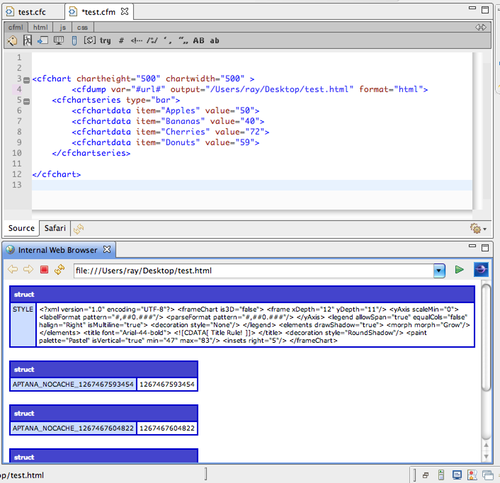 test.cfc
*test.cfm
cfml html js css
try # <!-- /*/ ‘, “„ AB ab
1
2
3 <cfchart chartheight="500" chartwidth="500" >
4 <cfdump var="#url#" output="/Users/ray/Desktop/test.html" format="html">
5 <cfchartseries type="bar">
6 <cfchartdata item="Apples" value="50">
7 <cfchartdata item="Bananas" value="40">
8 <cfchartdata item="Cherries" value="72">
9 <cfchartdata item="Donuts" value="59">
10 </cfchartseries>
11
12 </cfchart>
13
Source Safari
Internal Web Browser
file:///Users/ray/Desktop/test.html
struct
STYLE <?xml version="1.0" encoding="UTF-8"?> <frameChart is3D="false"> <frame xDepth="12" yDepth="11"/> <yAxis scaleMin="0">
<labelFormat pattern="#,##0.###"/> <parseFormat pattern="#,##0.###"/> </yAxis> <legend allowSpan="true" equalCols="false"
halign="Right" isMultiline="true"> <decoration style="None"/> </legend> <elements drawShadow="true"> <morph morph="Grow"/>
</elements> <title font="Arial-44-bold"> <![CDATA[ Title Rule! ]]> </title> <decoration style="RoundShadow"/> <paint
palette="Pastel" isVertical="true" min="47" max="83"/> <insets right="5"/> </frameChart>
struct
APTANA_NOCACHE_1267467593454 1267467593454
struct
APTANA_NOCACHE_1267467604822 1267467604822
struct
op/test.html